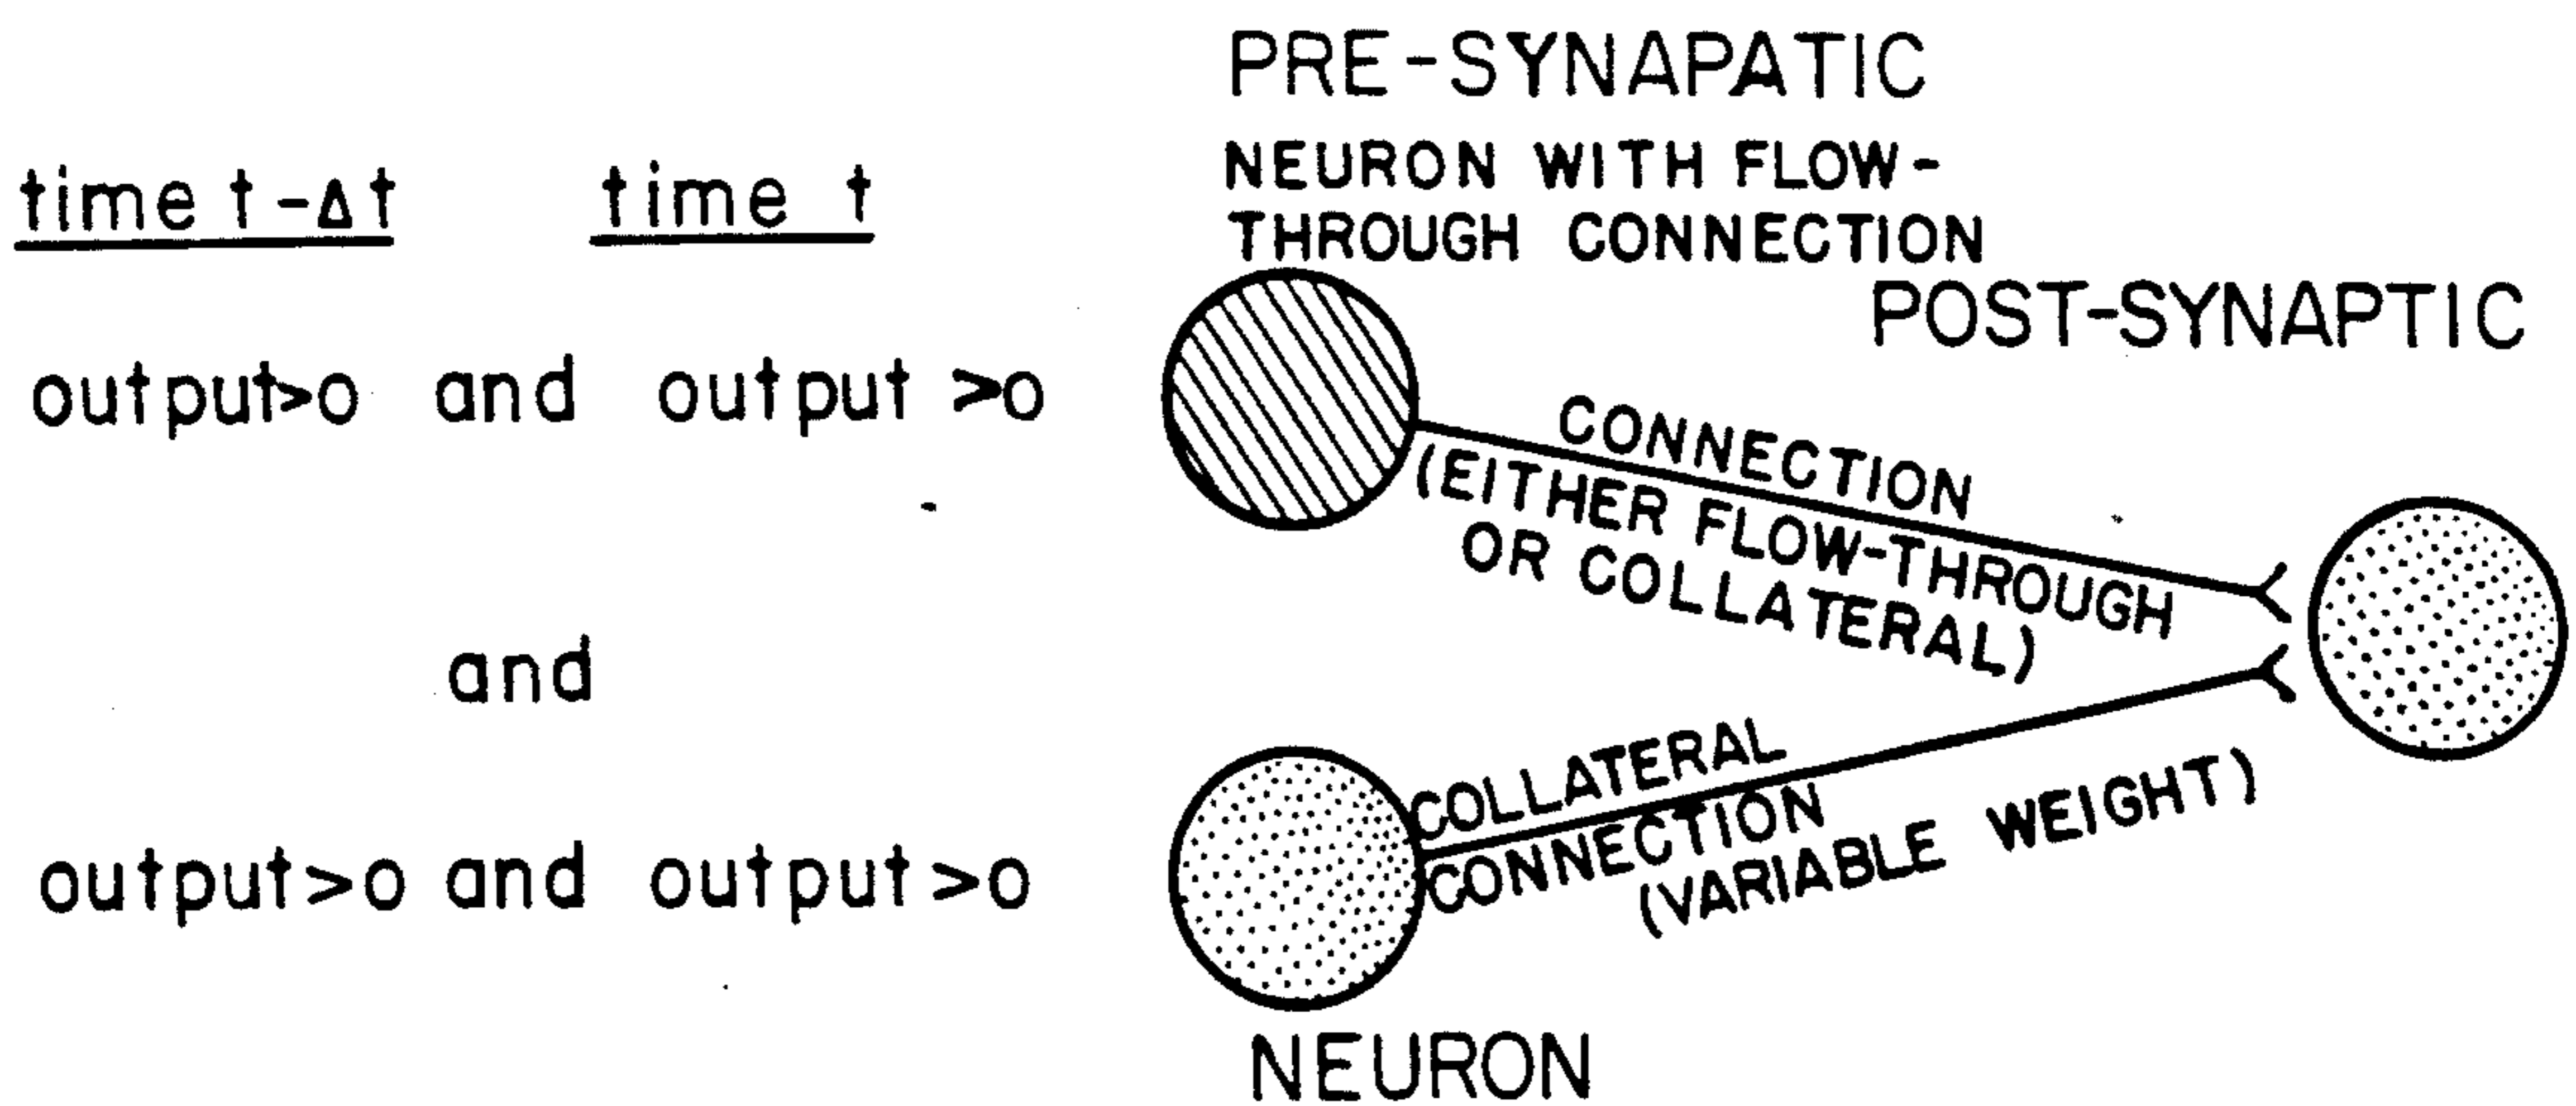 time t-Δt time t
output>o and output >o
and
output>o and output>o
PRE-SYNAPATIC
NEURON WITH FLOW-
THROUGH CONNECTION
POST-SYNAPTIC
CONNECTION
(EITHER FLOW-THROUGH
OR COLLATERAL)
COLLATERAL
CONNECTION
(VARIABLE WEIGHT)
NEURON